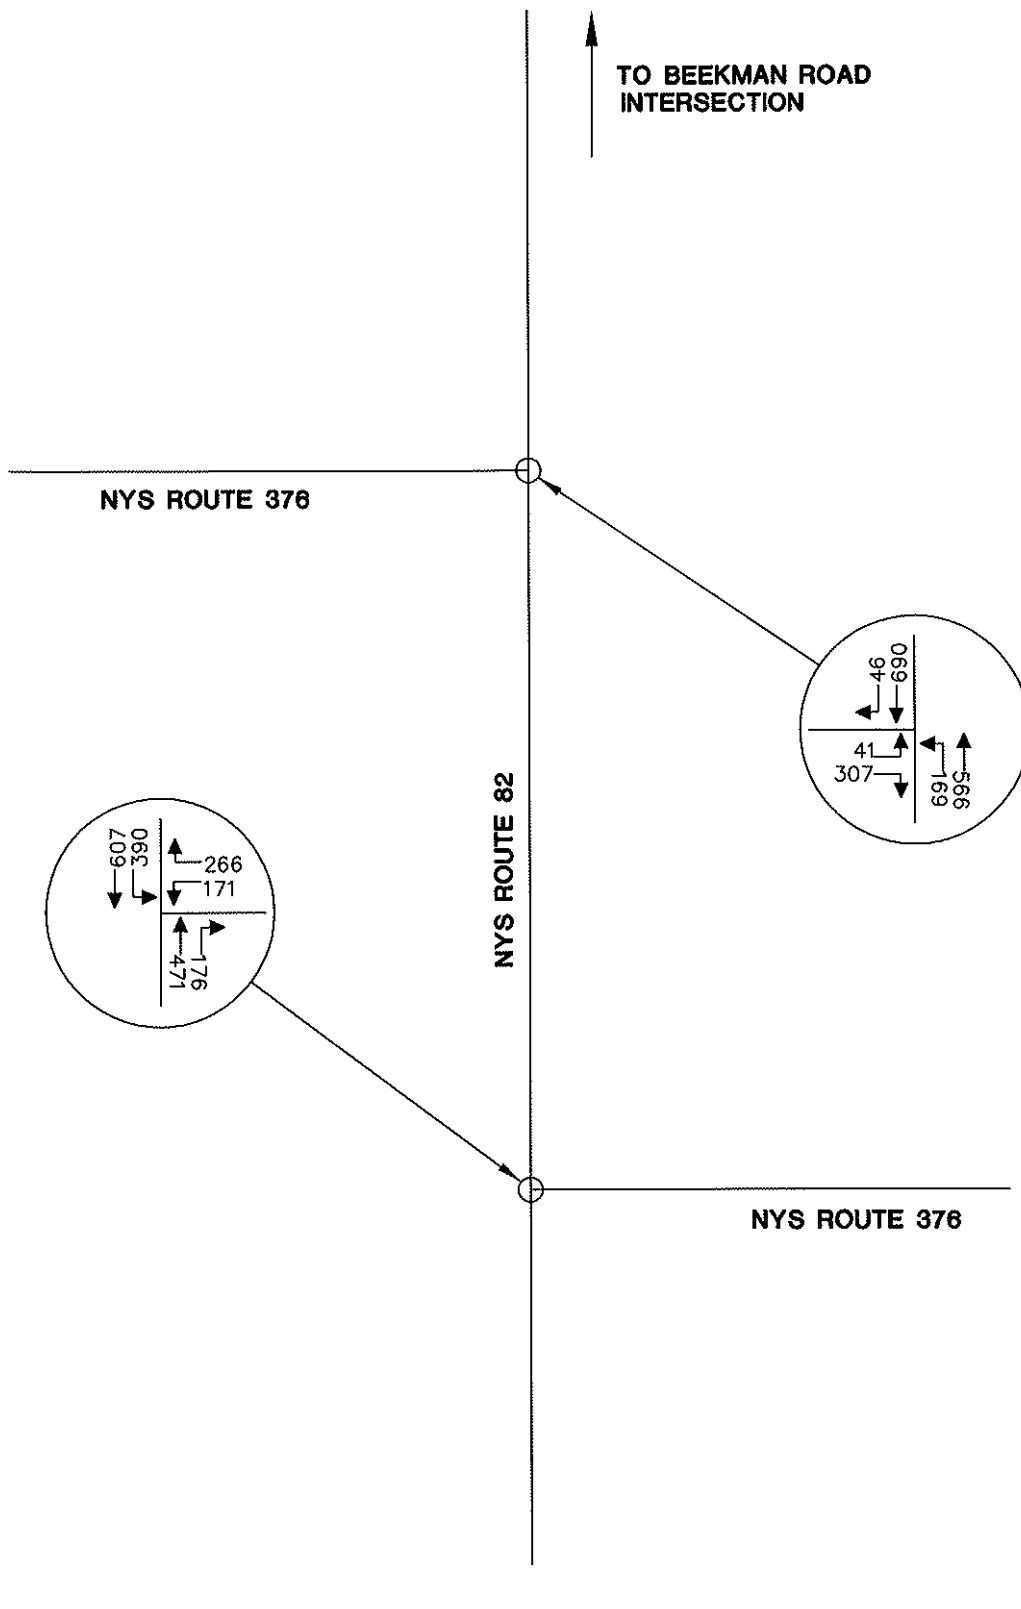 TO BEEKMAN ROAD
INTERSECTION
NYS ROUTE 376
46
690
41
307
169
566
NYS ROUTE 82
607
390
266
171
471
176
NYS ROUTE 376